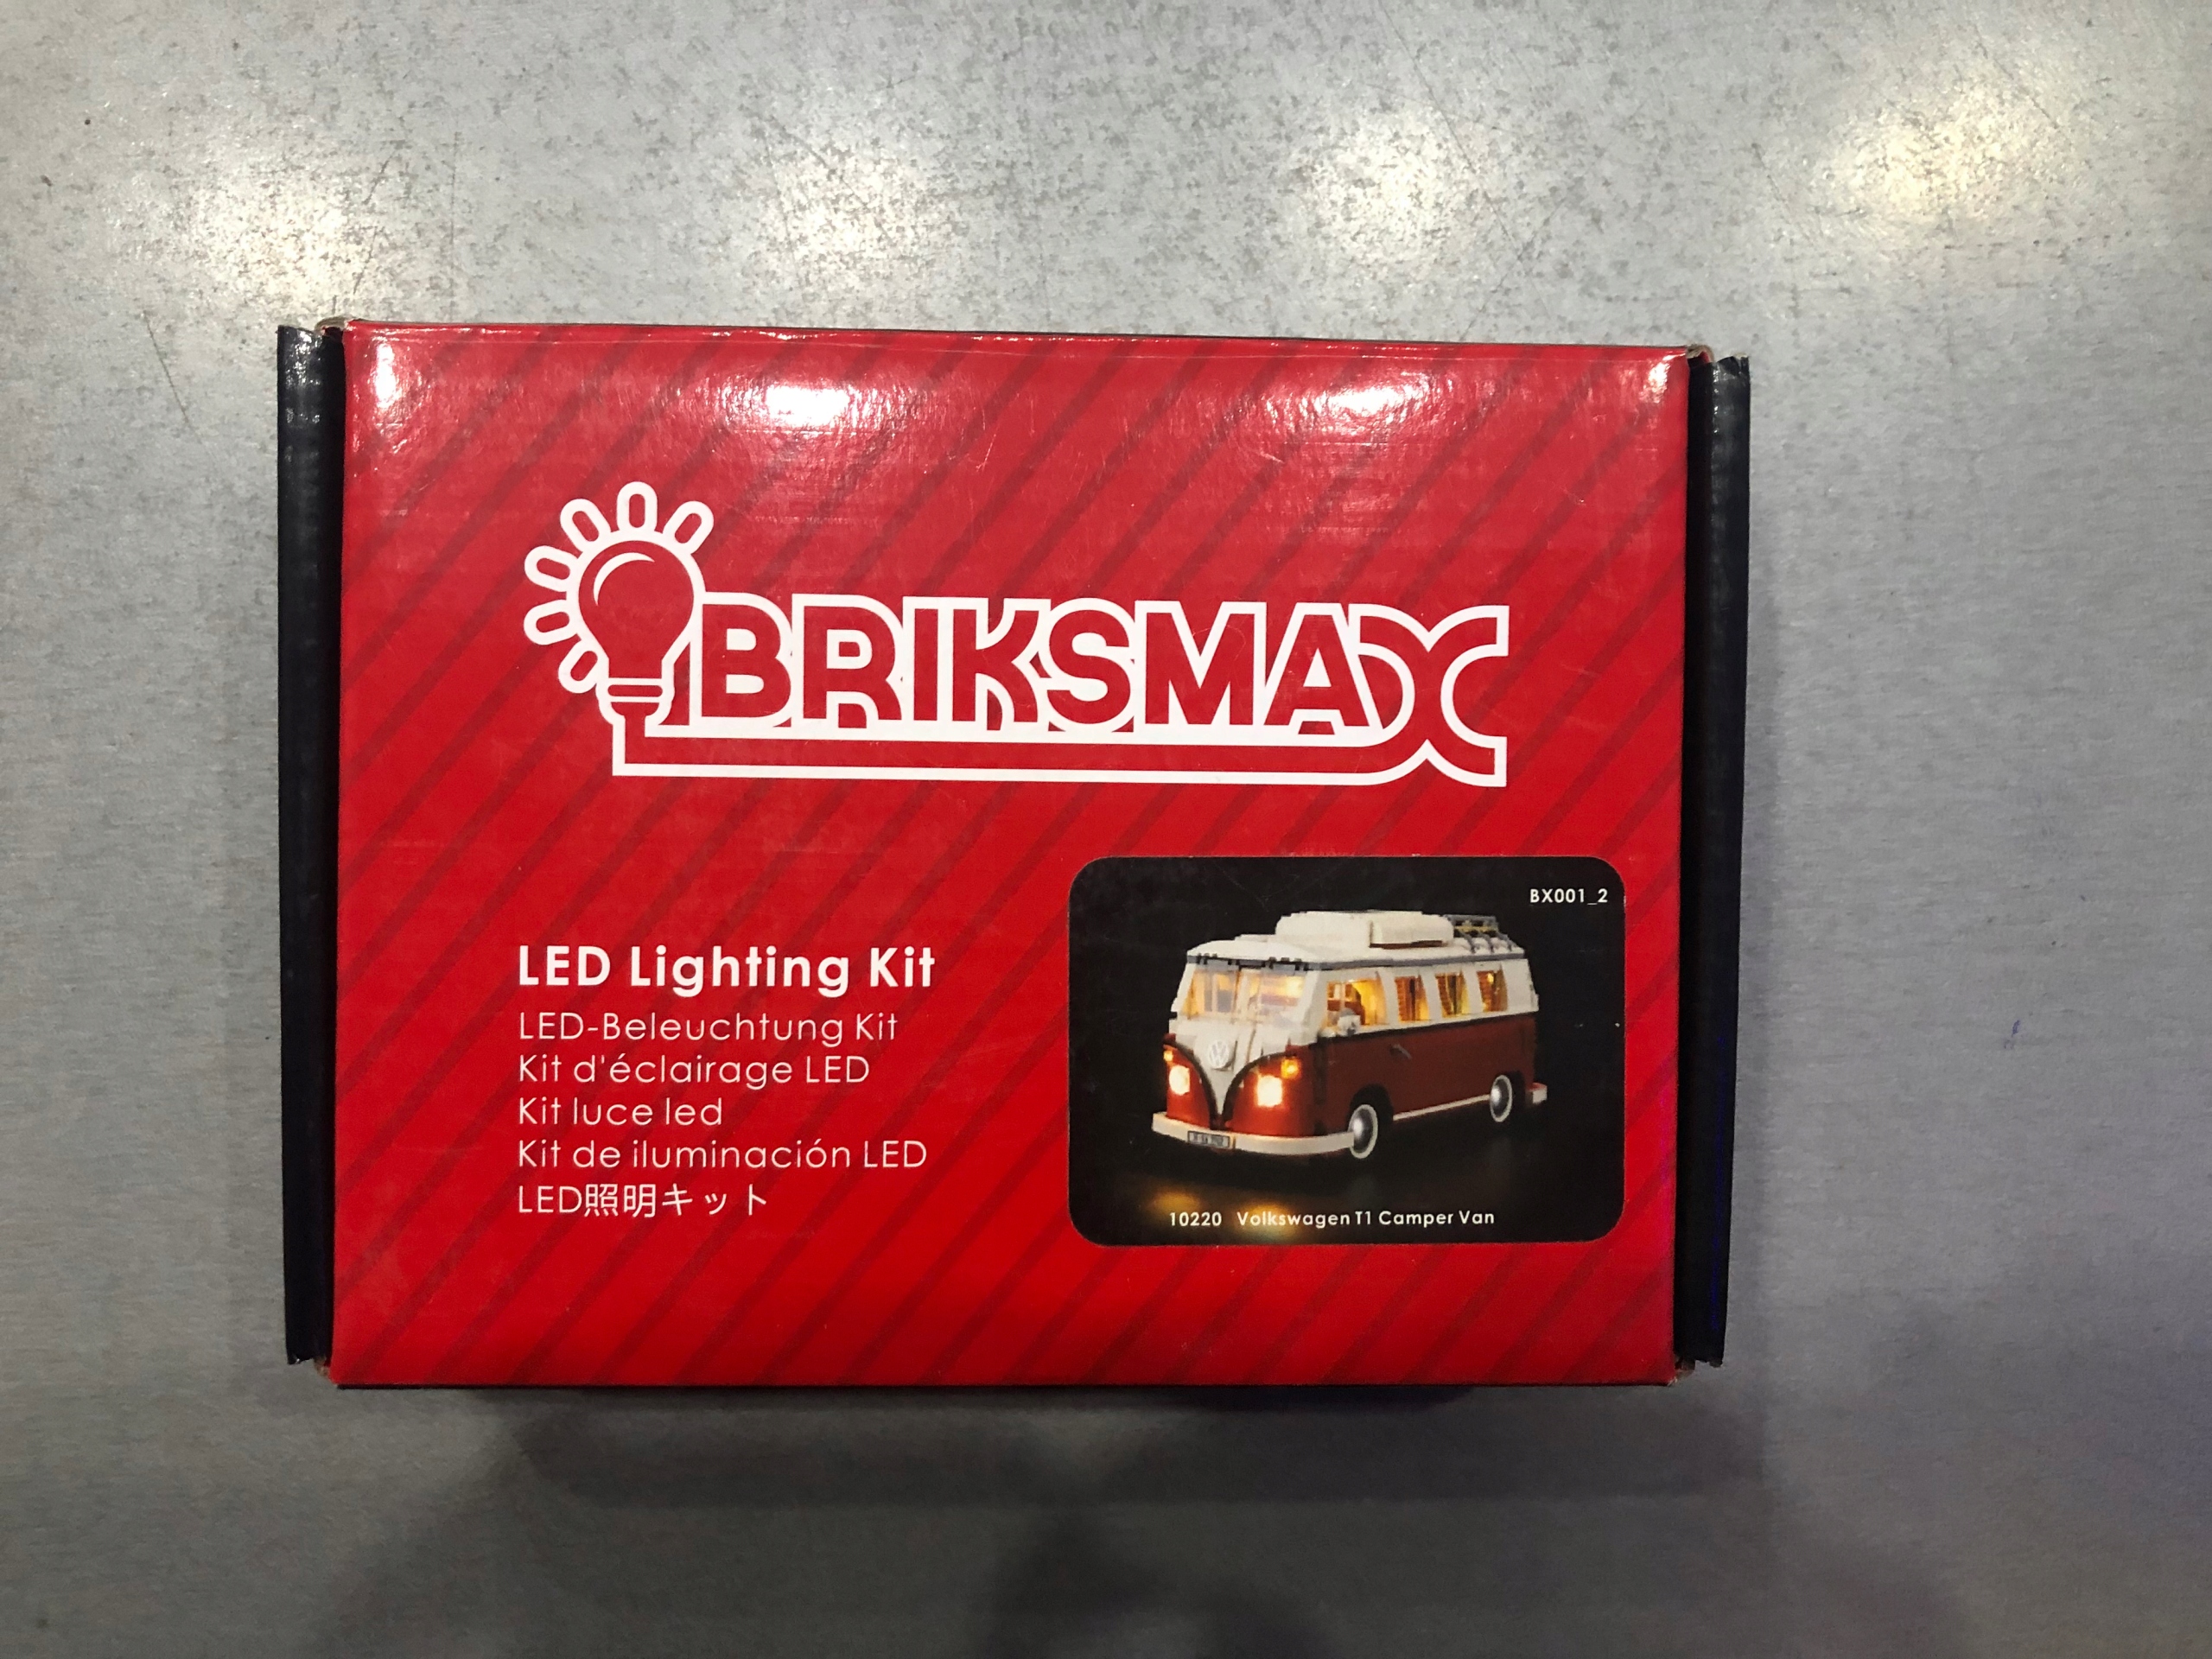 BRIKSMAX
LED Lighting Kit
LED-Beleuchtung Kit
Kit d'éclairage LED
Kit luce led
Kit de iluminación LED
LED照明キット
BX001_2
10220 Volkswagen T1 Camper Van